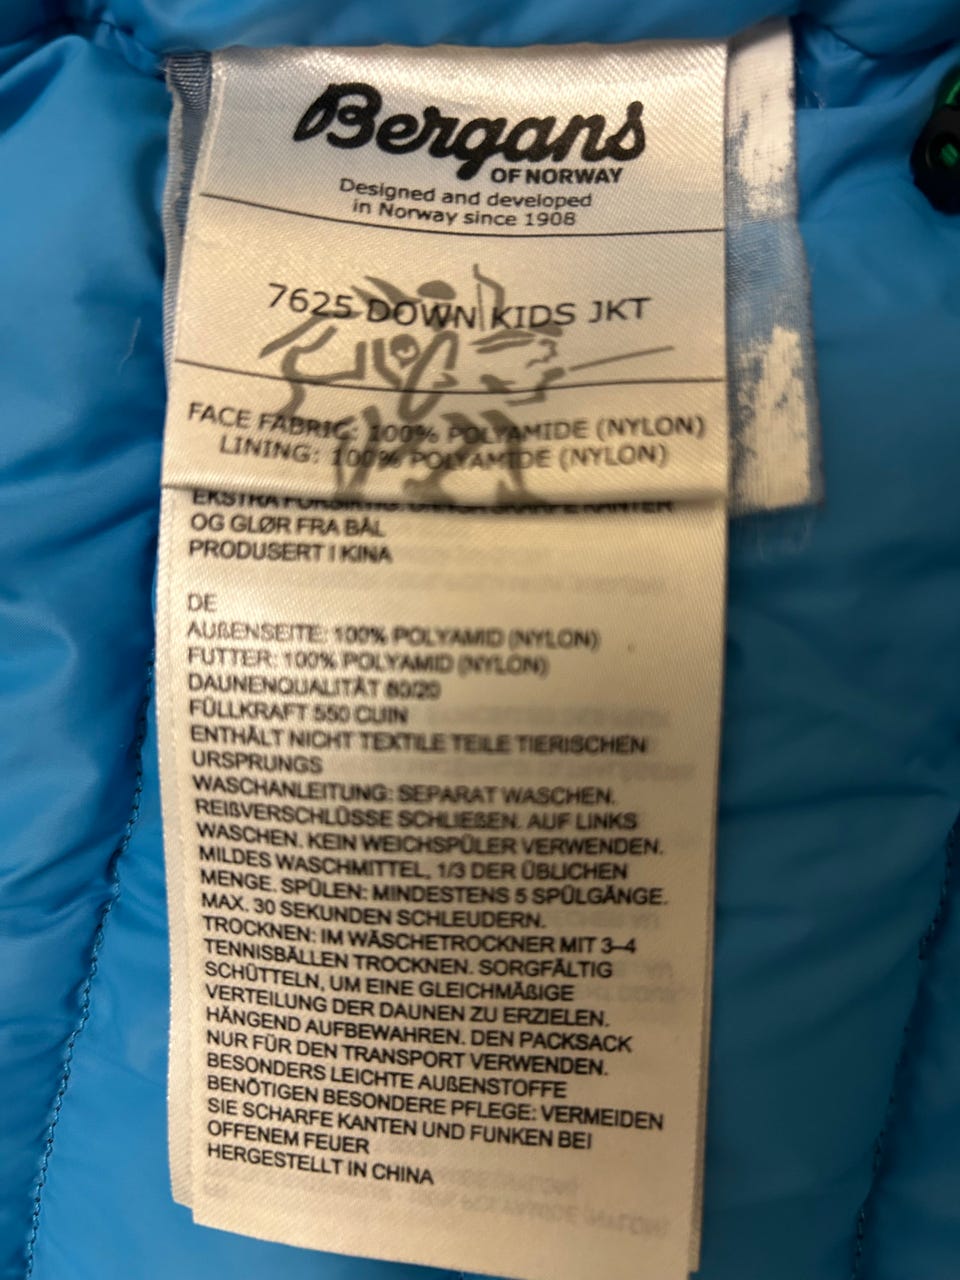 Bergans
OF NORWAY
Designed and developed
in Norway since 1908
7625 DOWN KIDS JKT
FACE FABRIC: 100% POLYAMIDE (NYLON)
LINING: 100% POLYAMIDE (NYLON)
EKSTRA FORSIKTIG: UNNGÅ SKARPE KANTER
OG GLØR FRA BÅL
PRODUSERT I KINA
DE
AUßENSEITE: 100% POLYAMID (NYLON)
FUTTER: 100% POLYAMID (NYLON)
DAUNENQUALITÄT 80/20
FÜLLKRAFT 550 CUIN
ENTHÄLT NICHT TEXTILE TEILE TIERISCHEN
URSPRUNGS
WASCHANLEITUNG: SEPARAT WASCHEN.
REIßVERSCHLÜSSE SCHLIEßEN. AUF LINKS
WASCHEN. KEIN WEICHSPÜLER VERWENDEN.
MILDES WASCHMITTEL, 1/3 DER ÜBLICHEN
MENGE. SPÜLEN: MINDESTENS 5 SPÜLGÄNGE.
MAX. 30 SEKUNDEN SCHLEUDERN.
TROCKNEN: IM WÄSCHETROCKNER MIT 3–4
TENNISBÄLLEN TROCKNEN. SORGFÄLTIG
SCHÜTTELN, UM EINE GLEICHMÄßIGE
VERTEILUNG DER DAUNEN ZU ERZIELEN.
HÄNGEND AUFBEWAHREN. DEN PACKSACK
NUR FÜR DEN TRANSPORT VERWENDEN.
BESONDERS LEICHTE AUßENSTOFFE
BENÖTIGEN BESONDERE PFLEGE: VERMEIDEN
SIE SCHARFE KANTEN UND FUNKEN BEI
OFFENEM FEUER
HERGESTELLT IN CHINA